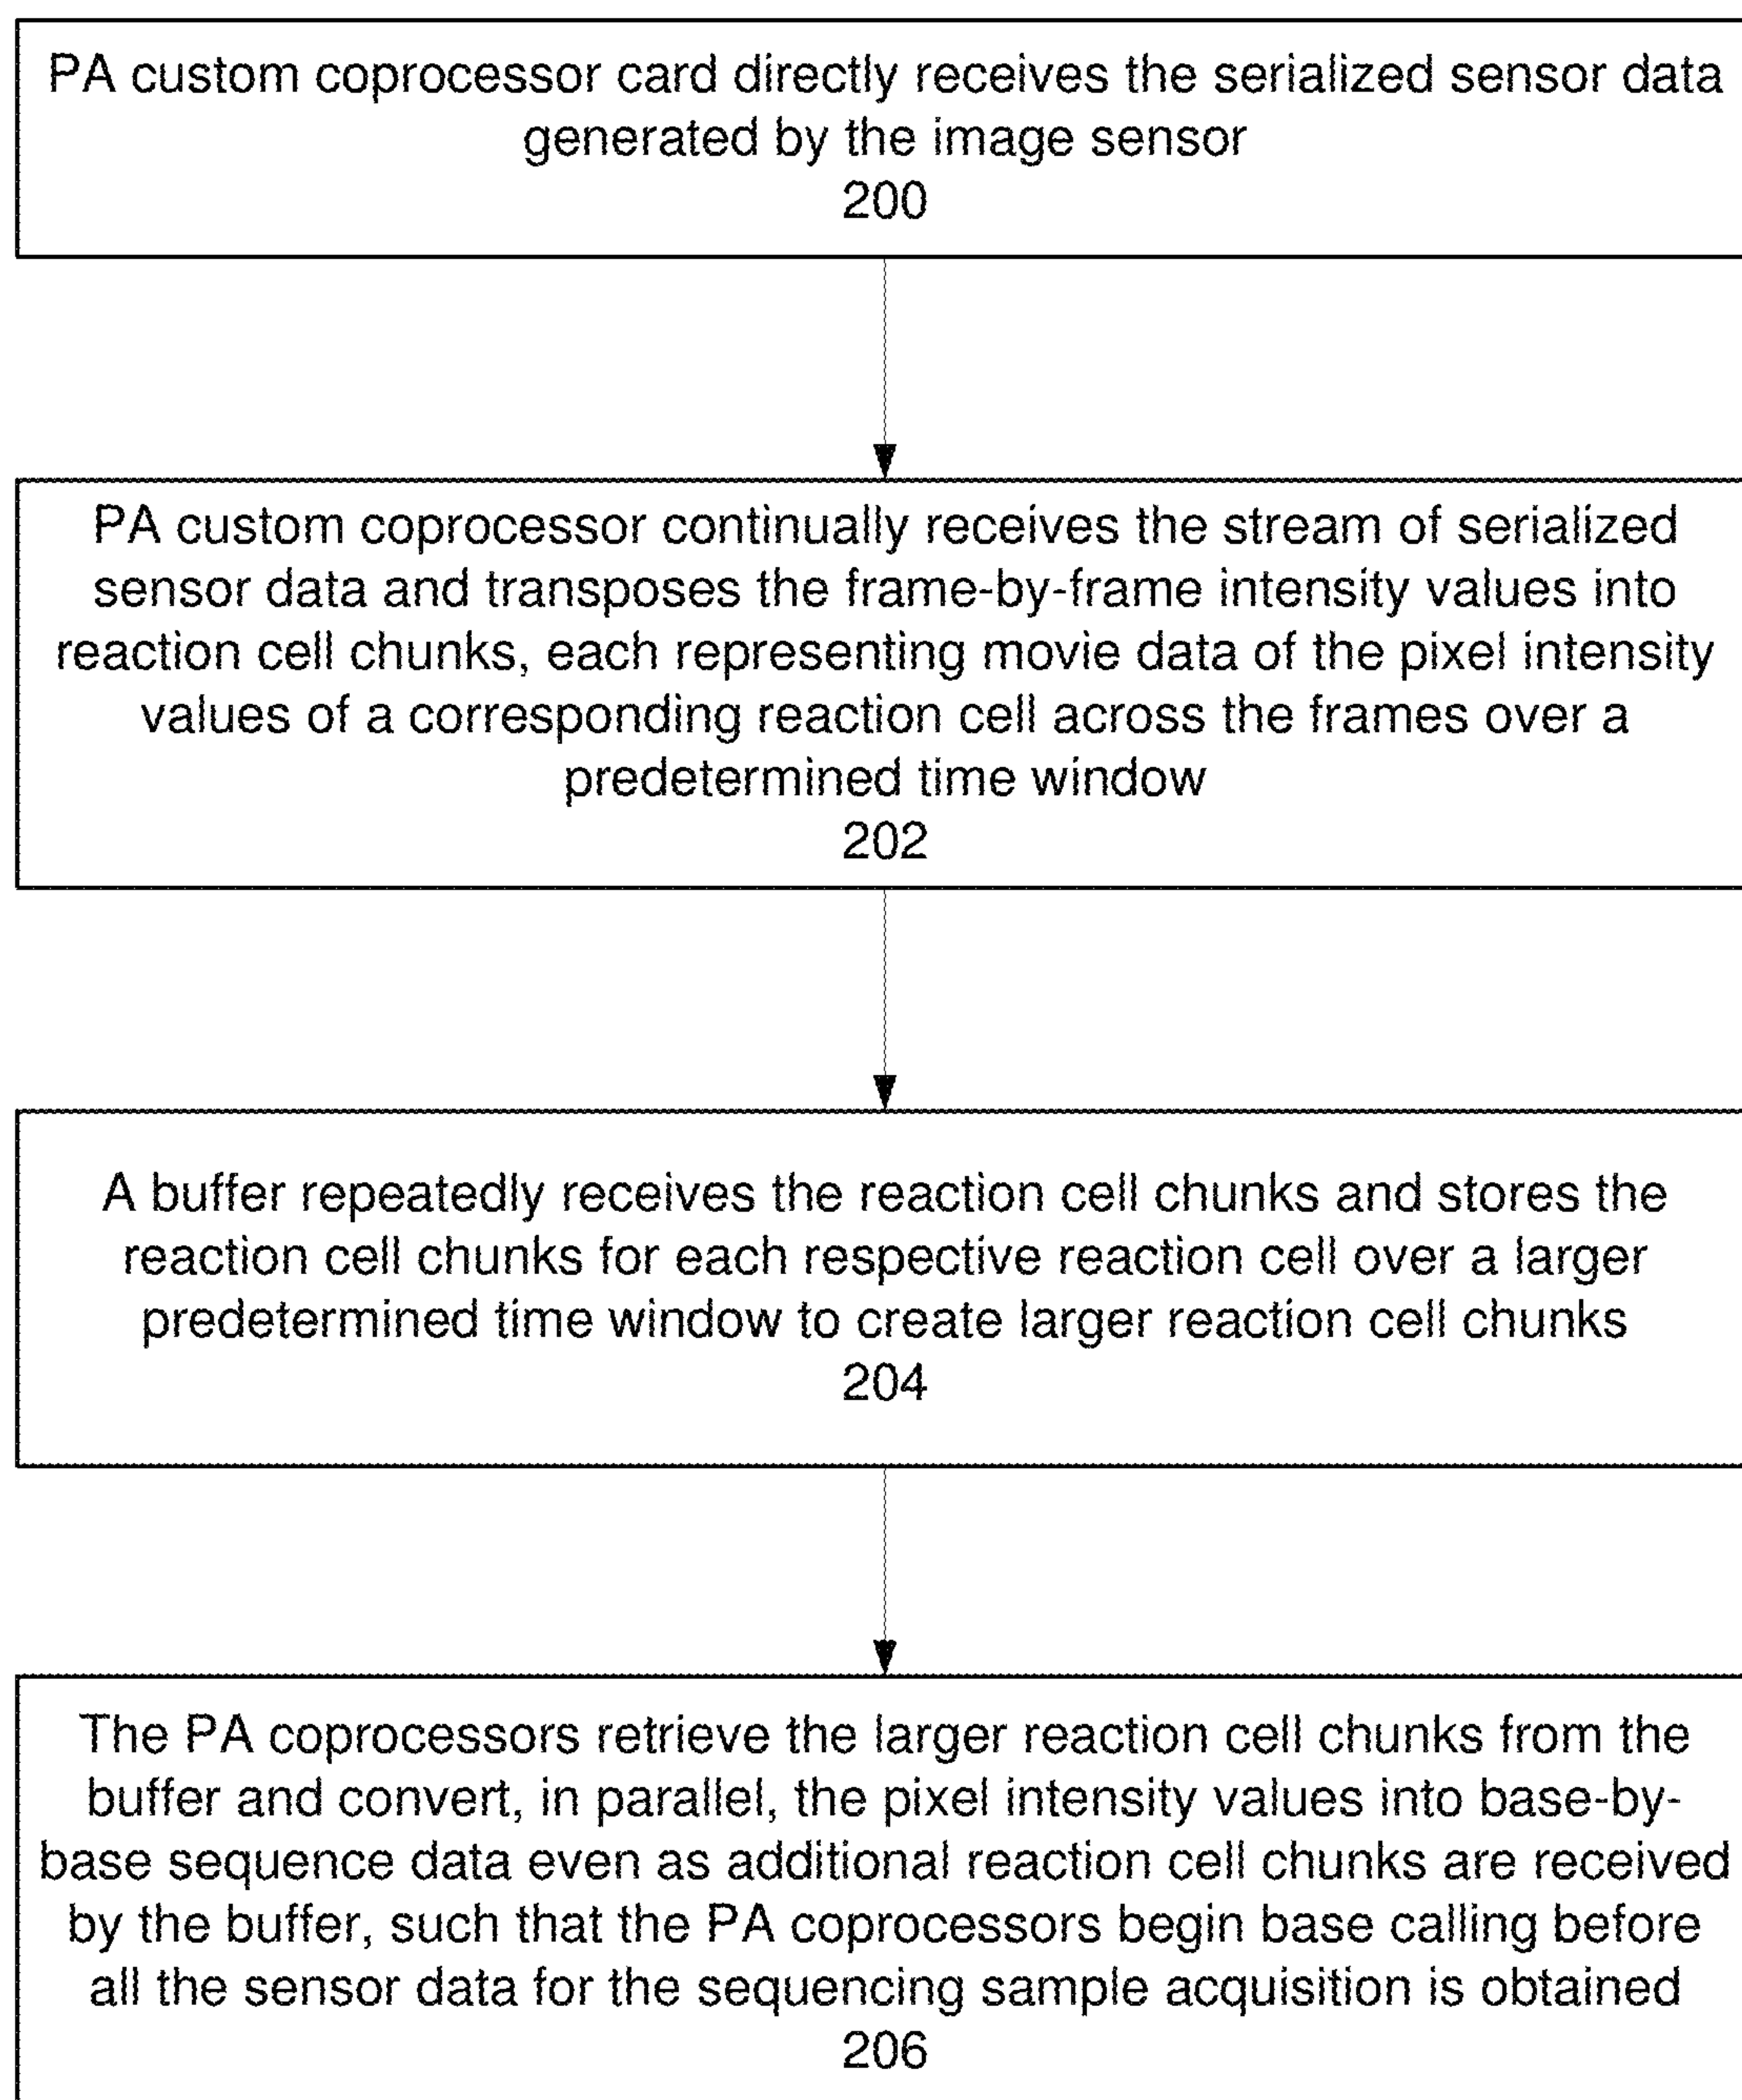 PA custom coprocessor card directly receives the serialized sensor data
generated by the image sensor
200
PA custom coprocessor continually receives the stream of serialized
sensor data and transposes the frame-by-frame intensity values into
reaction cell chunks, each representing movie data of the pixel intensity
values of a corresponding reaction cell across the frames over a
predetermined time window
202
A buffer repeatedly receives the reaction cell chunks and stores the
reaction cell chunks for each respective reaction cell over a larger
predetermined time window to create larger reaction cell chunks
204
The PA coprocessors retrieve the larger reaction cell chunks from the
buffer and convert, in parallel, the pixel intensity values into base-by-
base sequence data even as additional reaction cell chunks are received
by the buffer, such that the PA coprocessors begin base calling before
all the sensor data for the sequencing sample acquisition is obtained
206